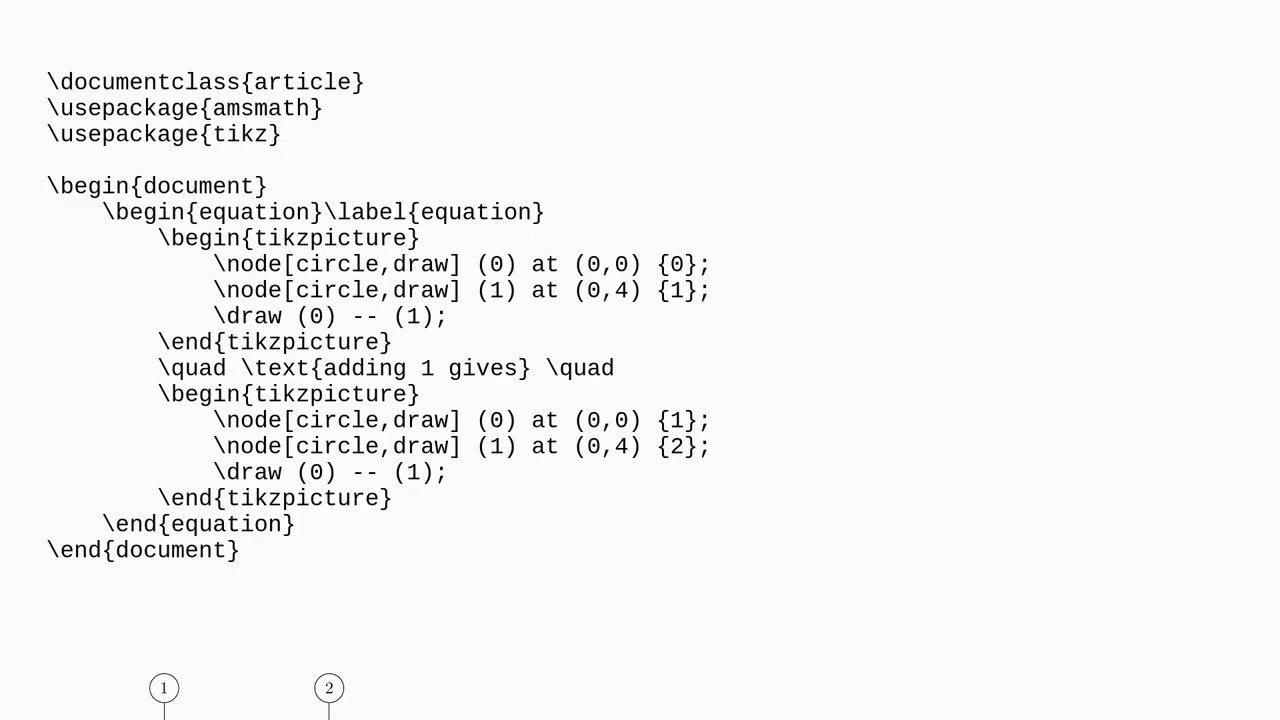 \documentclass{article}
\usepackage{amsmath}
\usepackage{tikz}

\begin{document}
    \begin{equation}\label{equation}
        \begin{tikzpicture}
            \node[circle,draw] (0) at (0,0) {0};
            \node[circle,draw] (1) at (0,4) {1};
            \draw (0) -- (1);
        \end{tikzpicture}
        \quad \text{adding 1 gives} \quad
        \begin{tikzpicture}
            \node[circle,draw] (0) at (0,0) {1};
            \node[circle,draw] (1) at (0,4) {2};
            \draw (0) -- (1);
        \end{tikzpicture}
    \end{equation}
\end{document}
1 2